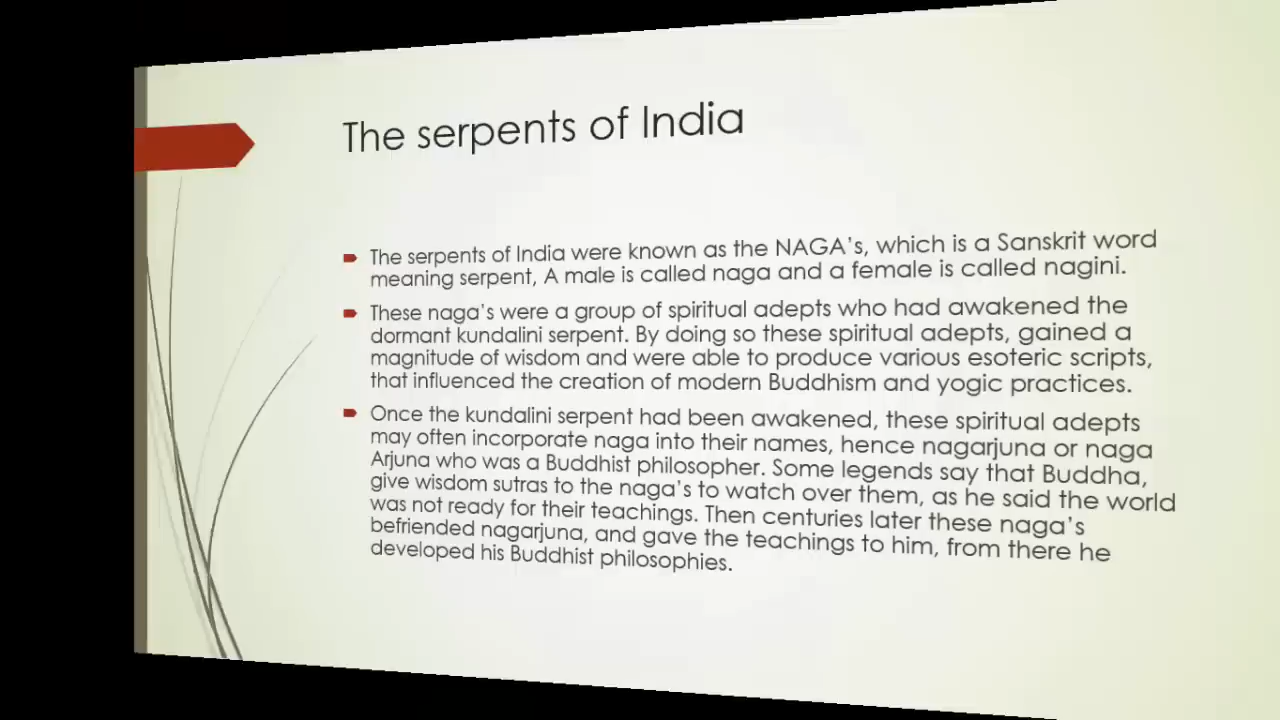 The serpents of India
The serpents of India were known as the NAGA's, which is a Sanskrit word
meaning serpent, A male is called naga and a female is called nagini.
These naga's were a group of spiritual adepts who had awakened the
dormant kundalini serpent. By doing so these spiritual adepts, gained a
magnitude of wisdom and were able to produce various esoteric scripts,
that influenced the creation of modern Buddhism and yogic practices.
Once the kundalini serpent had been awakened, these spiritual adepts
may often incorporate naga into their names, hence nagarjuna or naga
Arjuna who was a Buddhist philosopher. Some legends say that Buddha,
give wisdom sutras to the naga's to watch over them, as he said the world
was not ready for their teachings. Then centuries later these naga's
befriended nagarjuna, and gave the teachings to him, from there he
developed his Buddhist philosophies.